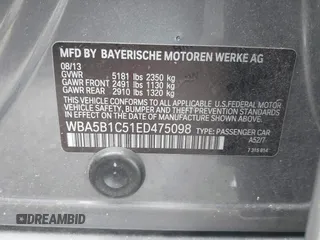 MFD BY BAYERISCHE MOTOREN WERKE AG
08/13
GVWR 5181 lbs 2350 kg
GAWR FRONT 2491 lbs 1130 kg
GAWR REAR 2910 lbs 1320 kg
THIS VEHICLE CONFORMS TO ALL APPLICABLE U.S. FEDERAL MOTOR
VEHICLE SAFETY, BUMPER, AND THEFT PREVENTION STANDARDS
IN EFFECT ON THE DATE OF MANUFACTURE SHOWN ABOVE.
WBA5B1C51ED475098 TYPE: PASSENGER CAR
A52/7
DREAMBID